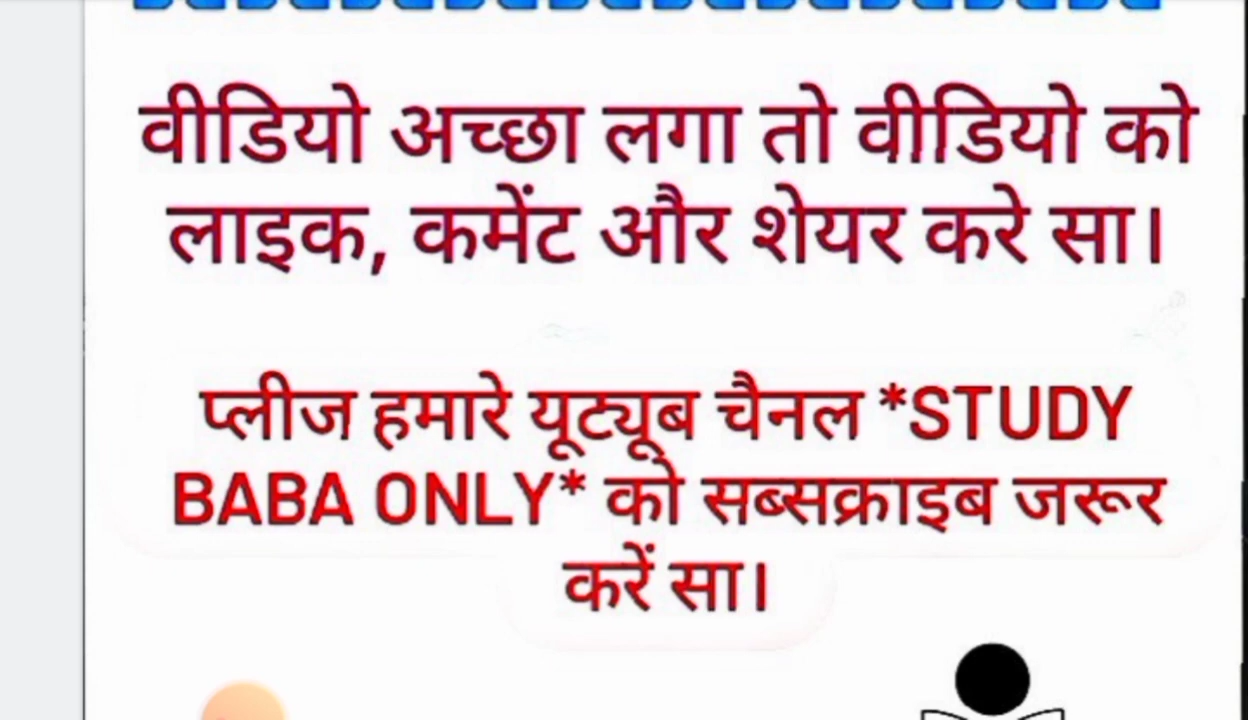 वीडियो अच्छा लगा तो वीडियो को
लाइक, कमेंट और शेयर करे सा।
प्लीज हमारे यूट्यूब चैनल *STUDY
BABA ONLY* को सब्सक्राइब जरूर
करें सा।